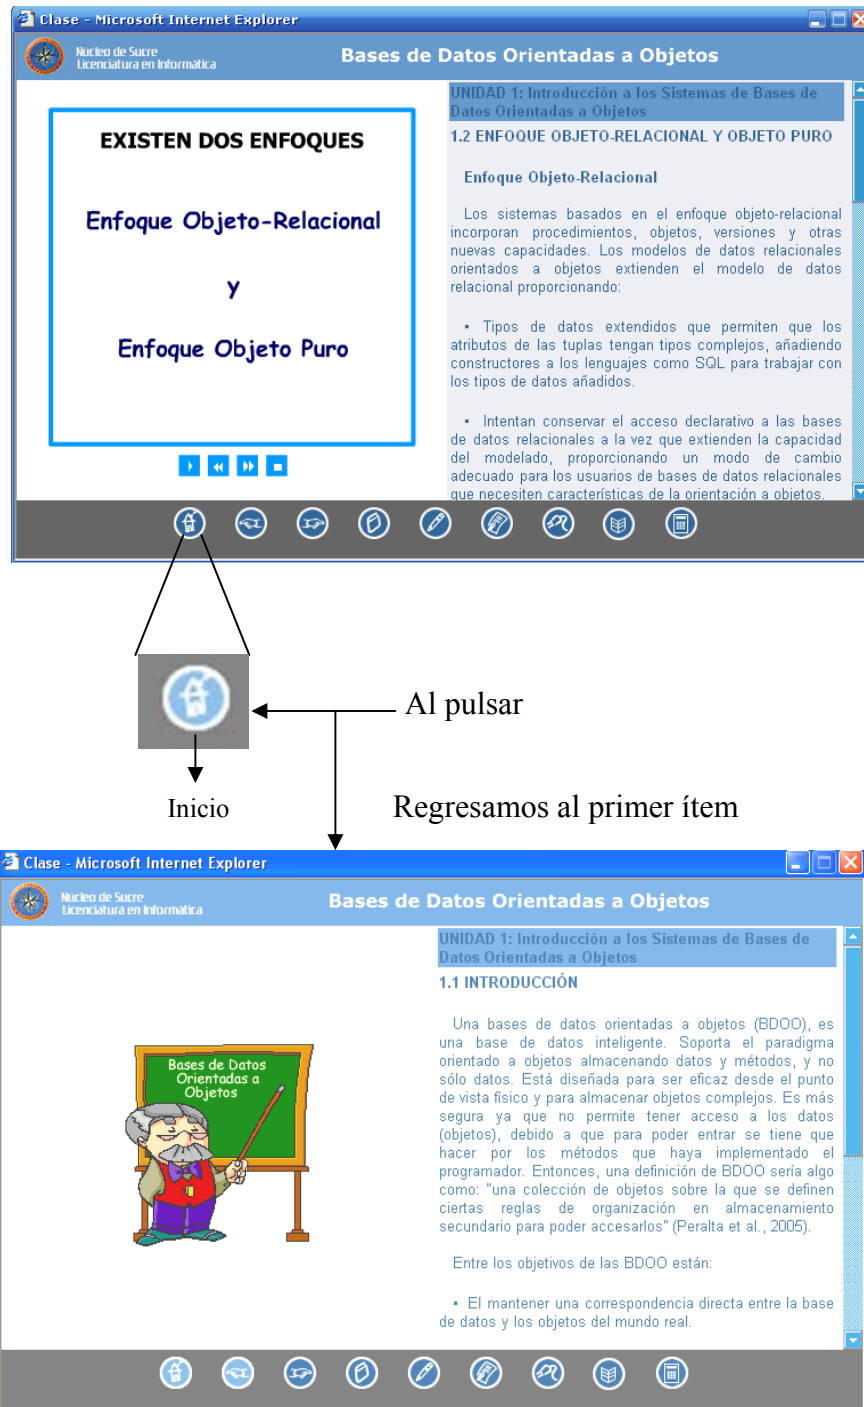 Clase - Microsoft Internet Explorer
Núcleo de Sucre
Licenciatura en Informática
Bases de Datos Orientadas a Objetos
EXISTEN DOS ENFOQUES
Enfoque Objeto-Relacional
y
Enfoque Objeto Puro
UNIDAD 1: Introducción a los Sistemas de Bases de
Datos Orientadas a Objetos
1.2 ENFOQUE OBJETO-RELACIONAL Y OBJETO PURO
Enfoque Objeto-Relacional
Los sistemas basados en el enfoque objeto-relacional
incorporan procedimientos, objetos, versiones y otras
nuevas capacidades. Los modelos de datos relacionales
orientados a objetos extienden el modelo de datos
relacional proporcionando:
▪ Tipos de datos extendidos que permiten que los
atributos de las tuplas tengan tipos complejos, añadiendo
constructores a los lenguajes como SQL para trabajar con
los tipos de datos añadidos.
▪ Intentan conservar el acceso declarativo a las bases
de datos relacionales a la vez que extienden la capacidad
del modelado, proporcionando un modo de cambio
adecuado para los usuarios de bases de datos relacionales
que necesiten características de la orientación a objetos.
Al pulsar
Inicio
Regresamos al primer ítem
Clase - Microsoft Internet Explorer
Núcleo de Sucre
Licenciatura en Informática
Bases de Datos Orientadas a Objetos
Bases de Datos
Orientadas a
Objetos
UNIDAD 1: Introducción a los Sistemas de Bases de
Datos Orientadas a Objetos
1.1 INTRODUCCIÓN
Una bases de datos orientadas a objetos (BDOO), es
una base de datos inteligente. Soporta el paradigma
orientado a objetos almacenando datos y métodos, y no
sólo datos. Está diseñada para ser eficaz desde el punto
de vista físico y para almacenar objetos complejos. Es más
segura ya que no permite tener acceso a los datos
(objetos), debido a que para poder entrar se tiene que
hacer por los métodos que haya implementado el
programador. Entonces, una definición de BDOO sería algo
como: "una colección de objetos sobre la que se definen
ciertas reglas de organización en almacenamiento
secundario para poder accesarlos" (Peralta et al., 2005).
Entre los objetivos de las BDOO están:
▪ El mantener una correspondencia directa entre la base
de datos y los objetos del mundo real.